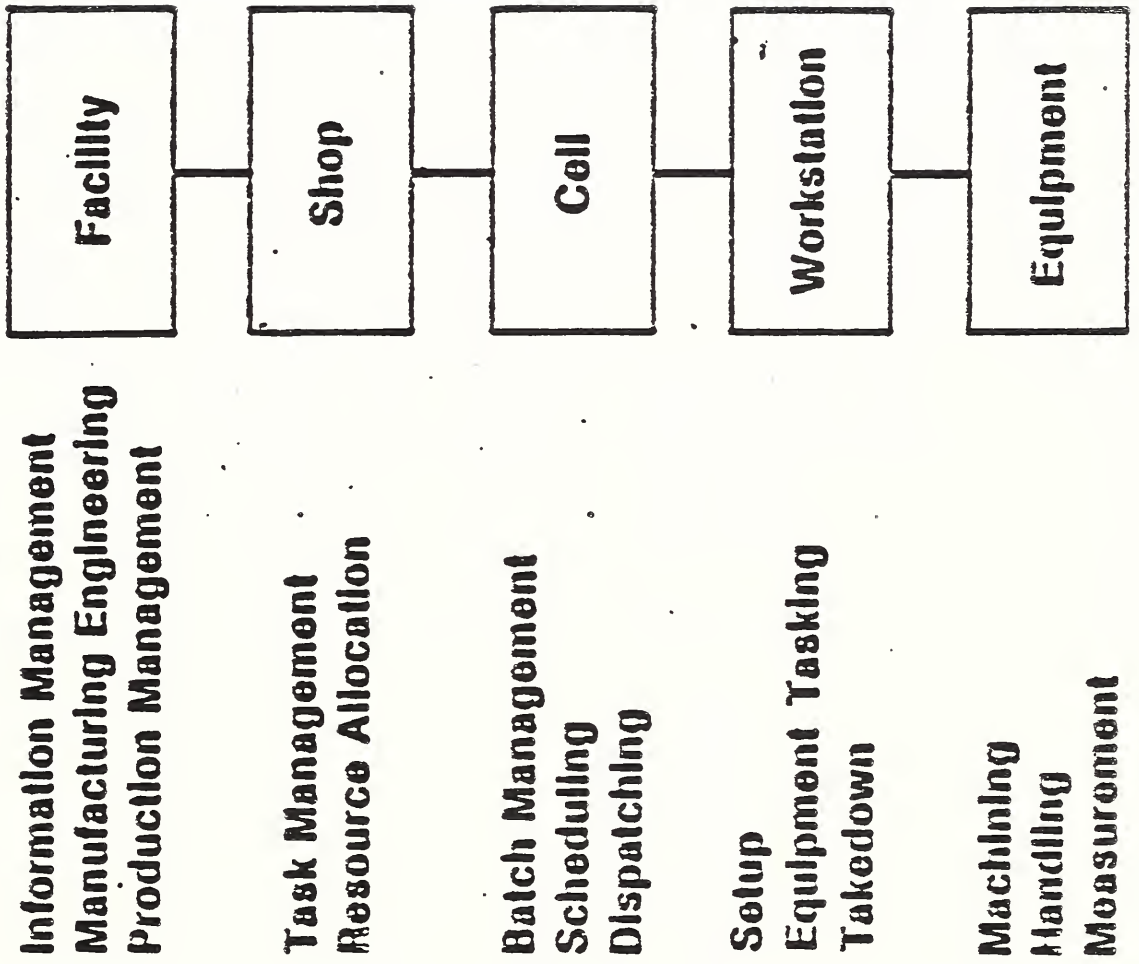 Information Management
Manufacturing Engineering
Production Management
Facility
Task Management
Resource Allocation
Shop
Batch Management
Scheduling
Dispatching
Cell
Setup
Equipment Tasking
Takedown
Workstation
Machining
Handling
Measurement
Equipment